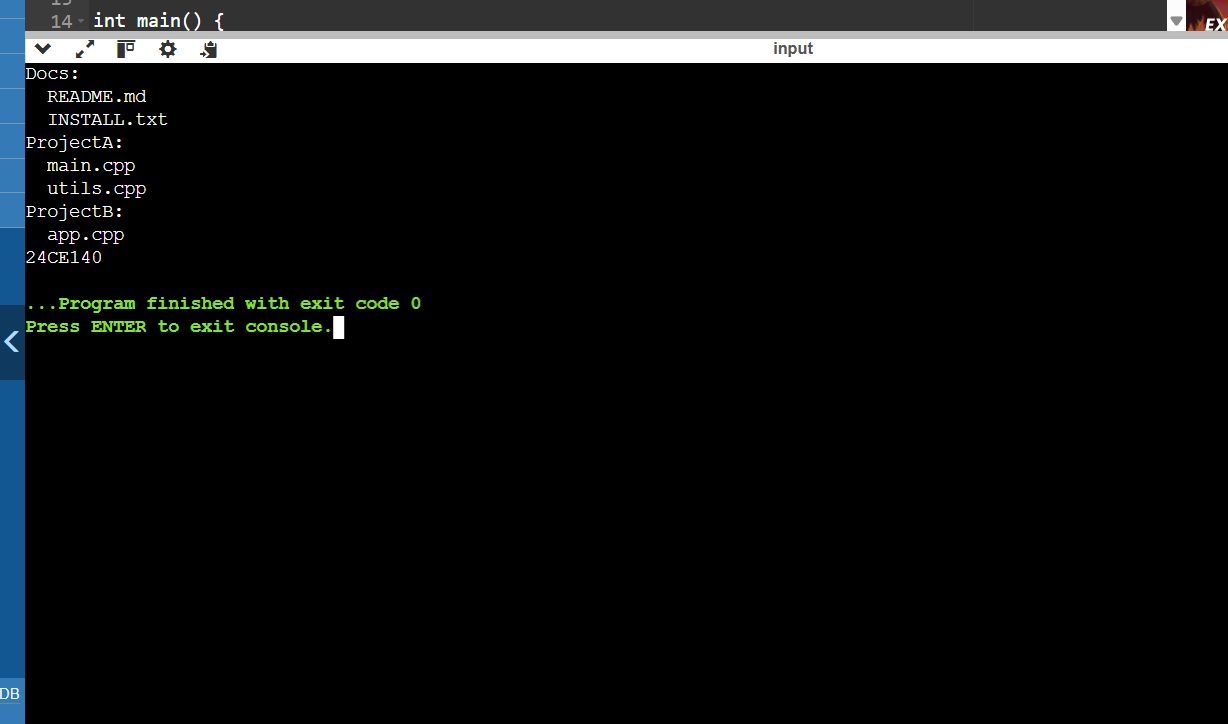 14 int main() {
input
Docs:
  README.md
  INSTALL.txt
ProjectA:
  main.cpp
  utils.cpp
ProjectB:
  app.cpp
24CE140
...Program finished with exit code 0
Press ENTER to exit console.
DB
EX